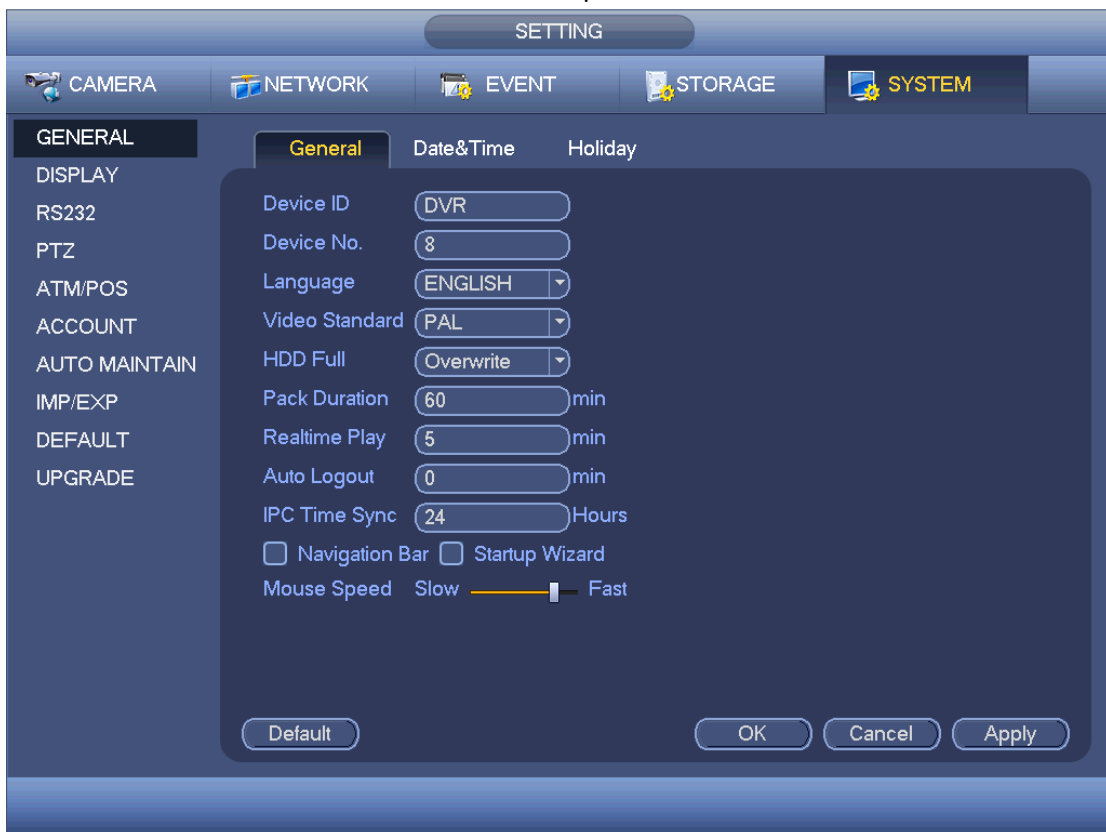 SETTING
CAMERA NETWORK EVENT STORAGE SYSTEM
GENERAL
DISPLAY
RS232
PTZ
ATM/POS
ACCOUNT
AUTO MAINTAIN
IMP/EXP
DEFAULT
UPGRADE
General Date&Time Holiday
Device ID DVR
Device No. 8
Language ENGLISH
Video Standard PAL
HDD Full Overwrite
Pack Duration 60 min
Realtime Play 5 min
Auto Logout 0 min
IPC Time Sync 24 Hours
Navigation Bar Startup Wizard
Mouse Speed Slow Fast
Default OK Cancel Apply